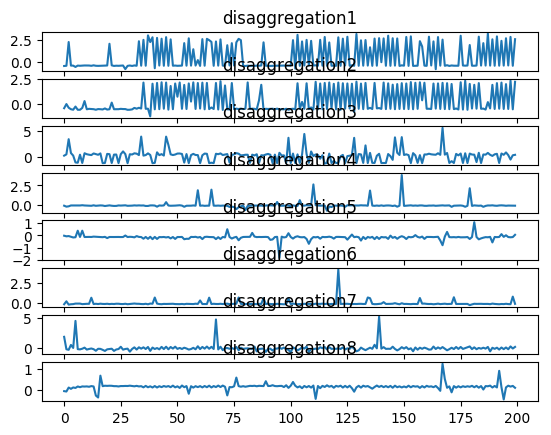 disaggregation1
2.5
0.0
disaggregation2
2.5
0.0
disaggregation3
5
0
disaggregation4
2.5
0.0
disaggregation5
1
0
−1
−2
disaggregation6
2.5
0.0
disaggregation7
5
0
disaggregation8
1
0
0 25 50 75 100 125 150 175 200